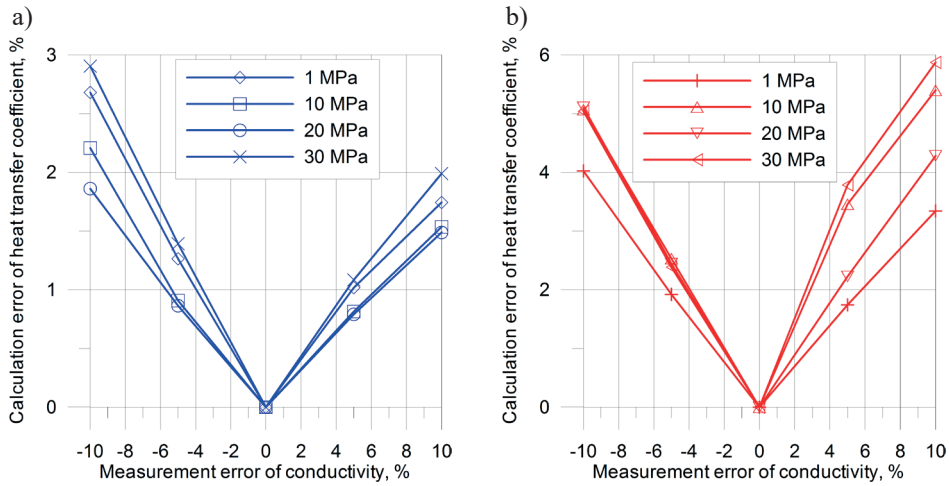 a)
Calculation error of heat transfer coefficient, %
3
2
1
0
1 MPa
10 MPa
20 MPa
30 MPa
-10 -8 -6 -4 -2 0 2 4 6 8 10
Measurement error of conductivity, %
b)
Calculation error of heat transfer coefficient, %
6
4
2
0
1 MPa
10 MPa
20 MPa
30 MPa
-10 -8 -6 -4 -2 0 2 4 6 8 10
Measurement error of conductivity, %